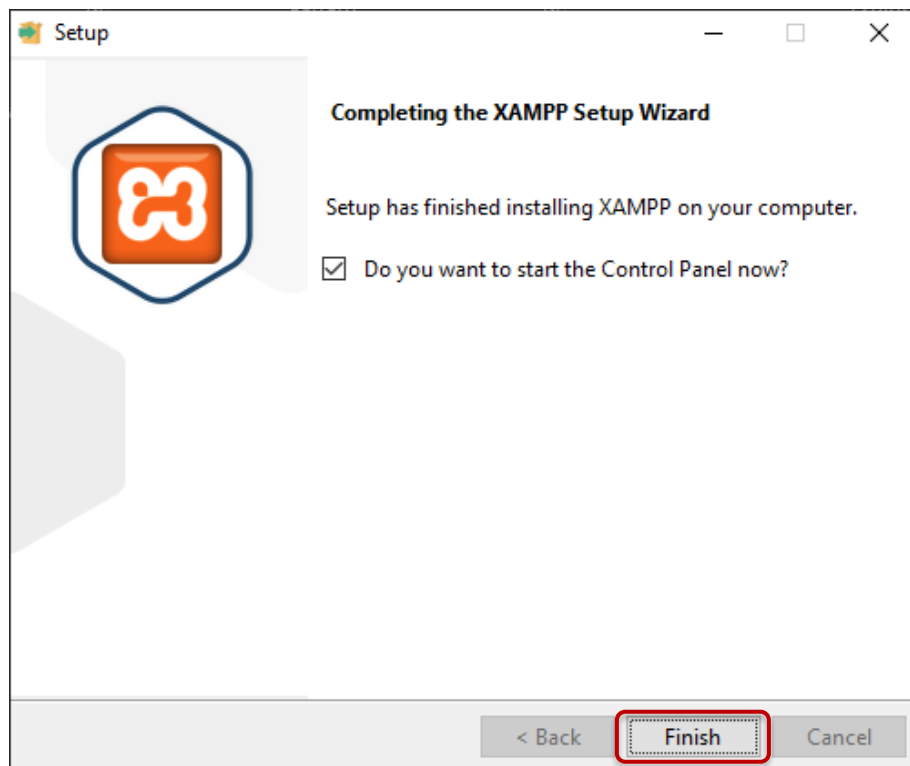 Setup
Completing the XAMPP Setup Wizard
Setup has finished installing XAMPP on your computer.
Do you want to start the Control Panel now?
< Back
Finish
Cancel